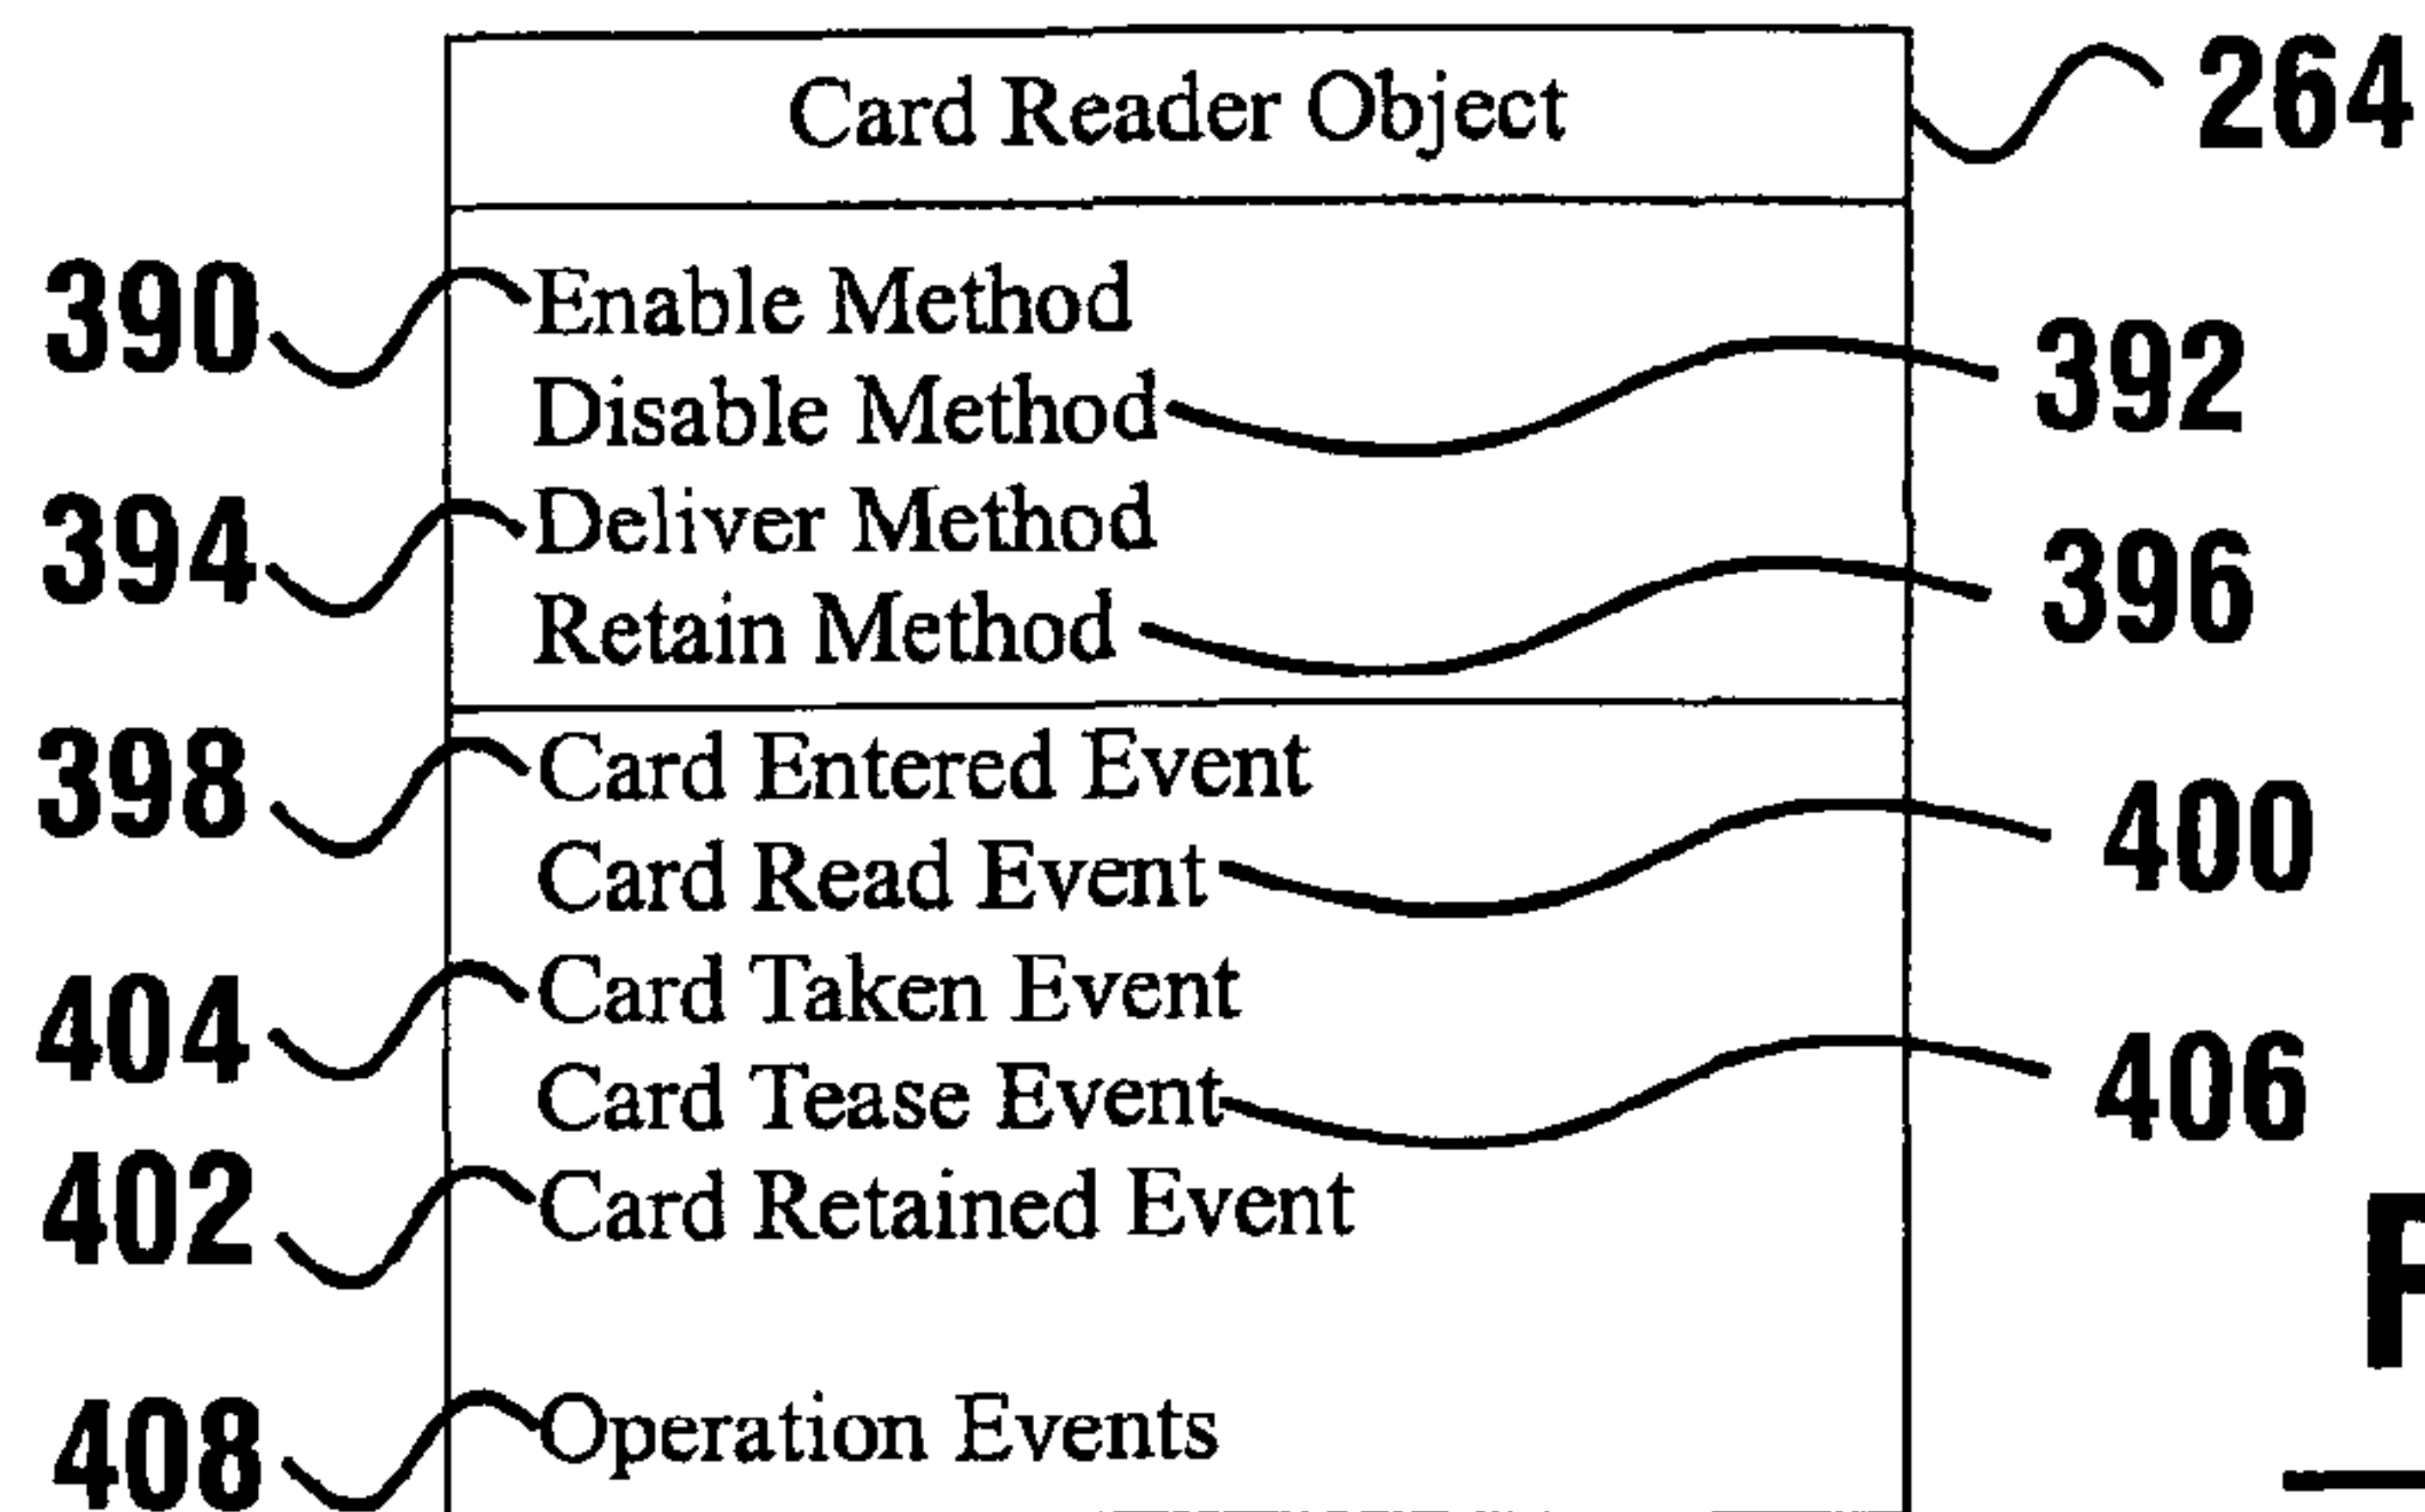 Card Reader Object 264
390 Enable Method
Disable Method 392
394 Deliver Method
Retain Method 396
398 Card Entered Event
Card Read Event 400
404 Card Taken Event
Card Tease Event 406
402 Card Retained Event
408 Operation Events